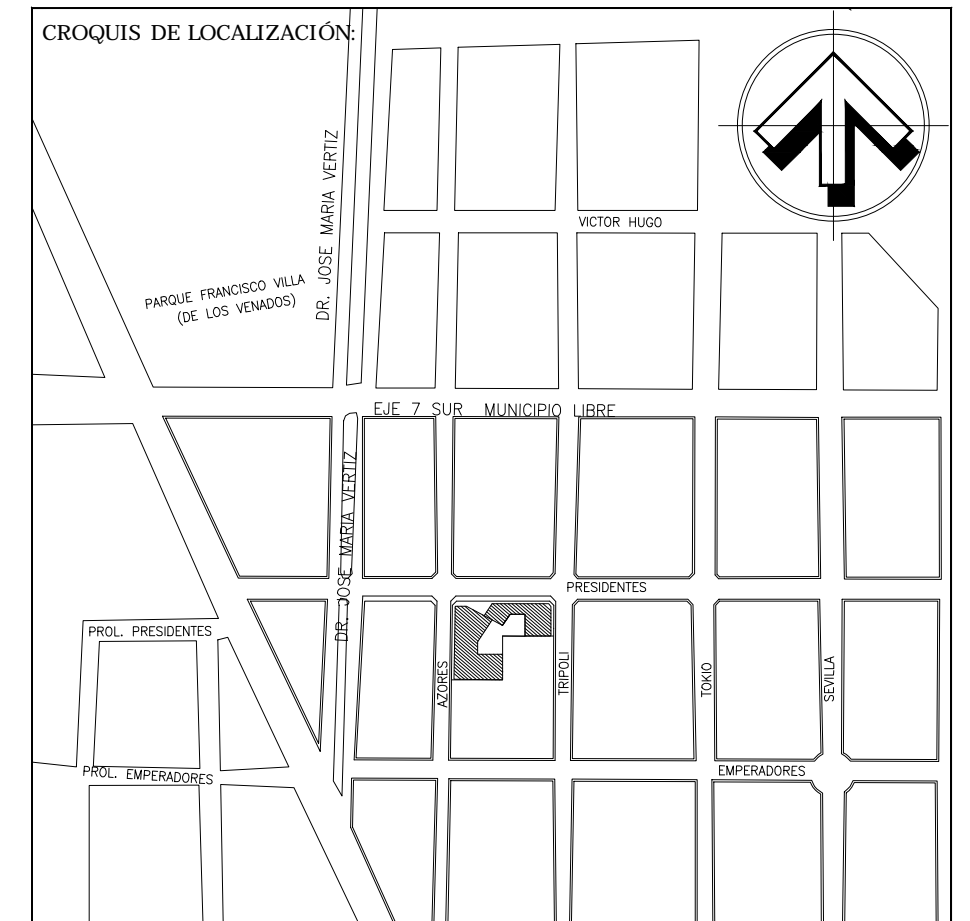 CROQUIS DE LOCALIZACIÓN:
DR. JOSE MARIA VERTIZ
VICTOR HUGO
PARQUE FRANCISCO VILLA
(DE LOS VENADOS)
EJE 7 SUR MUNICIPIO LIBRE
DR. JOSE MARIA VERTIZ
PRESIDENTES
PROL. PRESIDENTES
AZORES
TRIPOLI
TOKIO
SEVILLA
PROL. EMPERADORES
EMPERADORES